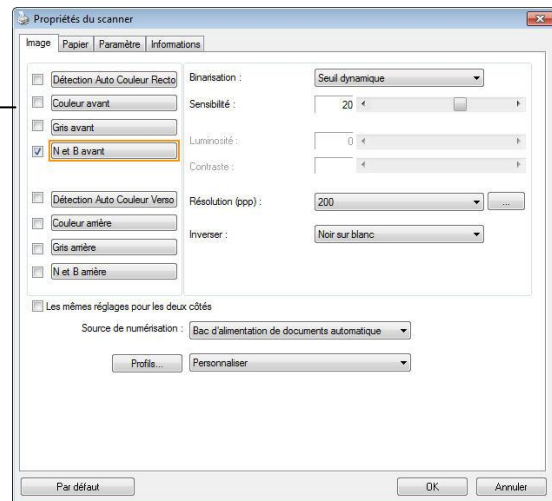 Propriétés du scanner
Image Papier Paramètre Informations
Détection Auto Couleur Recto
Couleur avant
Gris avant
N et B avant
Détection Auto Couleur Verso
Couleur arrière
Gris arrière
N et B arrière
Binarisation : Seuil dynamique
Sensibilité : 20
Luminosité : 0
Contraste :
Résolution (ppp) : 200 ...
Inverser : Noir sur blanc
Les mêmes réglages pour les deux côtés
Source de numérisation : Bac d'alimentation de documents automatique
Profils... Personnaliser
Par défaut OK Annuler